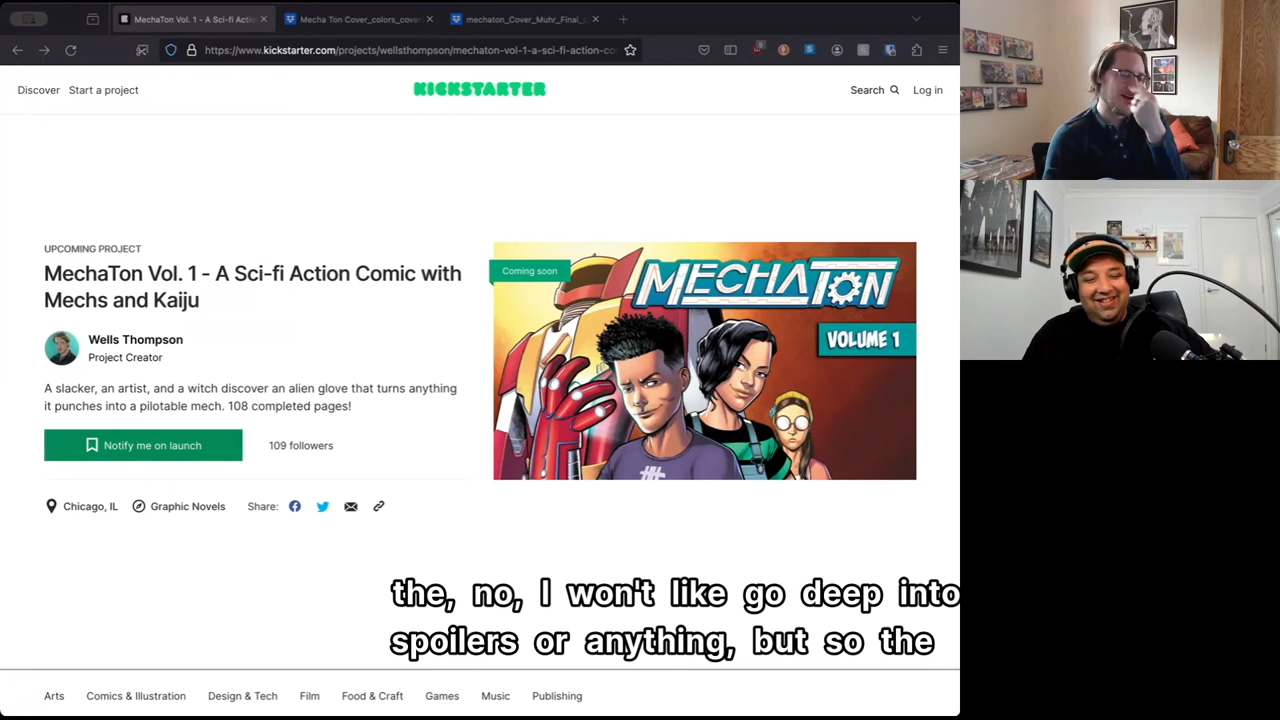 MechaTon Vol. 1 - A Sci-fi Actio
Mecha Ton Cover_colors_cover
mechaton_Cover_Muhr_Final_
https://www.kickstarter.com/projects/wellsthompson/mechaton-vol-1-a-sci-fi-action-co
Discover
Start a project
KICKSTARTER
Search
Log in
UPCOMING PROJECT
MechaTon Vol. 1 - A Sci-fi Action Comic with
Mechs and Kaiju
Wells Thompson
Project Creator
A slacker, an artist, and a witch discover an alien glove that turns anything
it punches into a pilotable mech. 108 completed pages!
Notify me on launch
109 followers
Coming soon
MECHATON
VOLUME 1
Chicago, IL
Graphic Novels
Share:
the, no, I won't like go deep into
spoilers or anything, but so the
Arts
Comics & Illustration
Design & Tech
Film
Food & Craft
Games
Music
Publishing